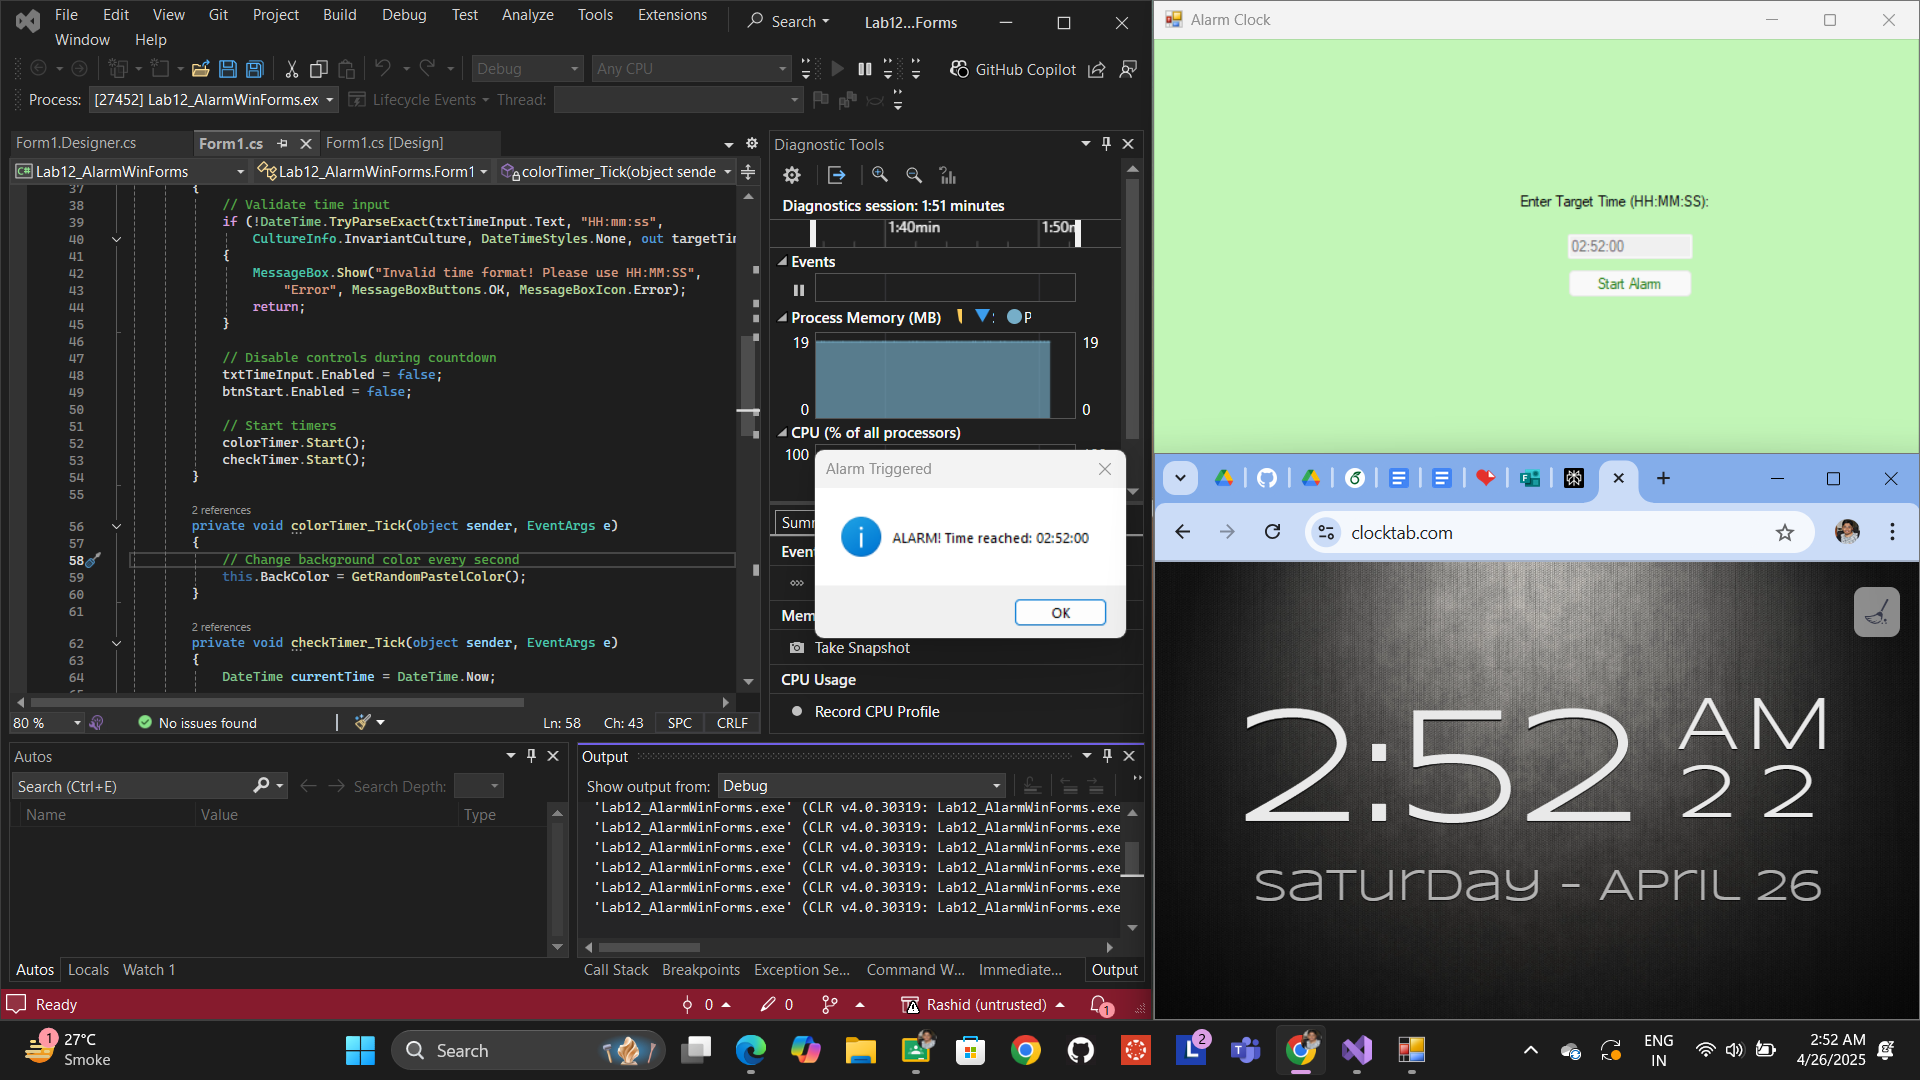 File Edit View Git Project Build Debug Test Analyze Tools Extensions Search Lab12...Forms
Window Help
Debug Any CPU GitHub Copilot
Process: [27452] Lab12_AlarmWinForms.ex Lifecycle Events Thread:
Form1.Designer.cs Form1.cs Form1.cs [Design]
Lab12_AlarmWinForms Lab12_AlarmWinForms.Form1 colorTimer_Tick(object sende
37 {
38 // Validate time input
39 if (!DateTime.TryParseExact(txtTimeInput.Text, "HH:mm:ss",
40 CultureInfo.InvariantCulture, DateTimeStyles.None, out targetTim
41 {
42 MessageBox.Show("Invalid time format! Please use HH:MM:SS",
43 "Error", MessageBoxButtons.OK, MessageBoxIcon.Error);
44 return;
45 }
46
47 // Disable controls during countdown
48 txtTimeInput.Enabled = false;
49 btnStart.Enabled = false;
50
51 // Start timers
52 colorTimer.Start();
53 checkTimer.Start();
54 }
55
2 references
56 private void colorTimer_Tick(object sender, EventArgs e)
57 {
58 // Change background color every second
59 this.BackColor = GetRandomPastelColor();
60 }
61
2 references
62 private void checkTimer_Tick(object sender, EventArgs e)
63 {
64 DateTime currentTime = DateTime.Now;
80 % No issues found Ln: 58 Ch: 43 SPC CRLF
Diagnostic Tools
Diagnostics session: 1:51 minutes
1:40min 1:50m
Events
Process Memory (MB) P
19 19
0 0
CPU (% of all processors)
100
Summ
Event
Mem
Take Snapshot
CPU Usage
Record CPU Profile
Alarm Triggered
i ALARM! Time reached: 02:52:00
OK
Autos
Search (Ctrl+E) Search Depth:
Name Value Type
Autos Locals Watch 1
Output
Show output from: Debug
'Lab12_AlarmWinForms.exe' (CLR v4.0.30319: Lab12_AlarmWinForms.exe
'Lab12_AlarmWinForms.exe' (CLR v4.0.30319: Lab12_AlarmWinForms.exe
'Lab12_AlarmWinForms.exe' (CLR v4.0.30319: Lab12_AlarmWinForms.exe
'Lab12_AlarmWinForms.exe' (CLR v4.0.30319: Lab12_AlarmWinForms.exe
'Lab12_AlarmWinForms.exe' (CLR v4.0.30319: Lab12_AlarmWinForms.exe
'Lab12_AlarmWinForms.exe' (CLR v4.0.30319: Lab12_AlarmWinForms.exe
Call Stack Breakpoints Exception Se... Command W... Immediate... Output
Ready 0 0 Rashid (untrusted) 1
Alarm Clock
Enter Target Time (HH:MM:SS):
02:52:00
Start Alarm
clocktab.com
2:52 AM
22
Saturday - April 26
1 27°C
Smoke
Search
2
ENG
IN
2:52 AM
4/26/2025